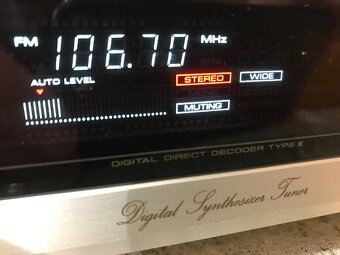 FM 106.70 MHz
AUTO LEVEL
STEREO WIDE
MUTING
DIGITAL DIRECT DECODER TYPE II
Digital Synthesizer Tuner